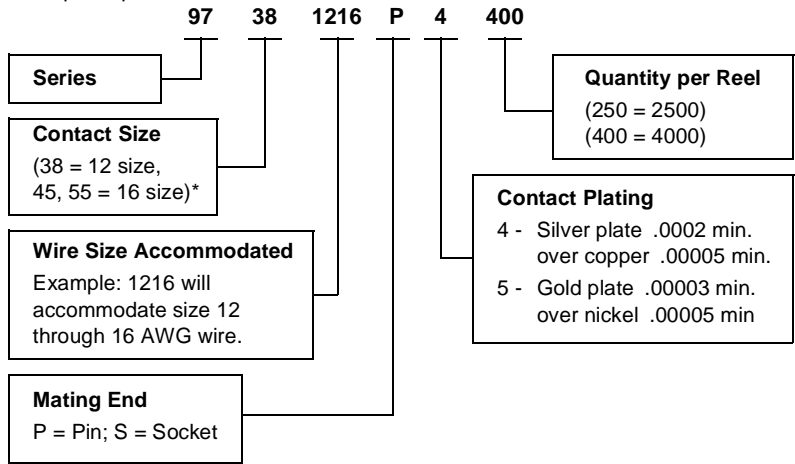 97 38 1216 P 4 400
Series
Contact Size
(38 = 12 size,
45, 55 = 16 size)*
Wire Size Accommodated
Example: 1216 will
accommodate size 12
through 16 AWG wire.
Mating End
P = Pin; S = Socket
Quantity per Reel
(250 = 2500)
(400 = 4000)
Contact Plating
4 - Silver plate .0002 min.
over copper .00005 min.
5 - Gold plate .00003 min.
over nickel .00005 min